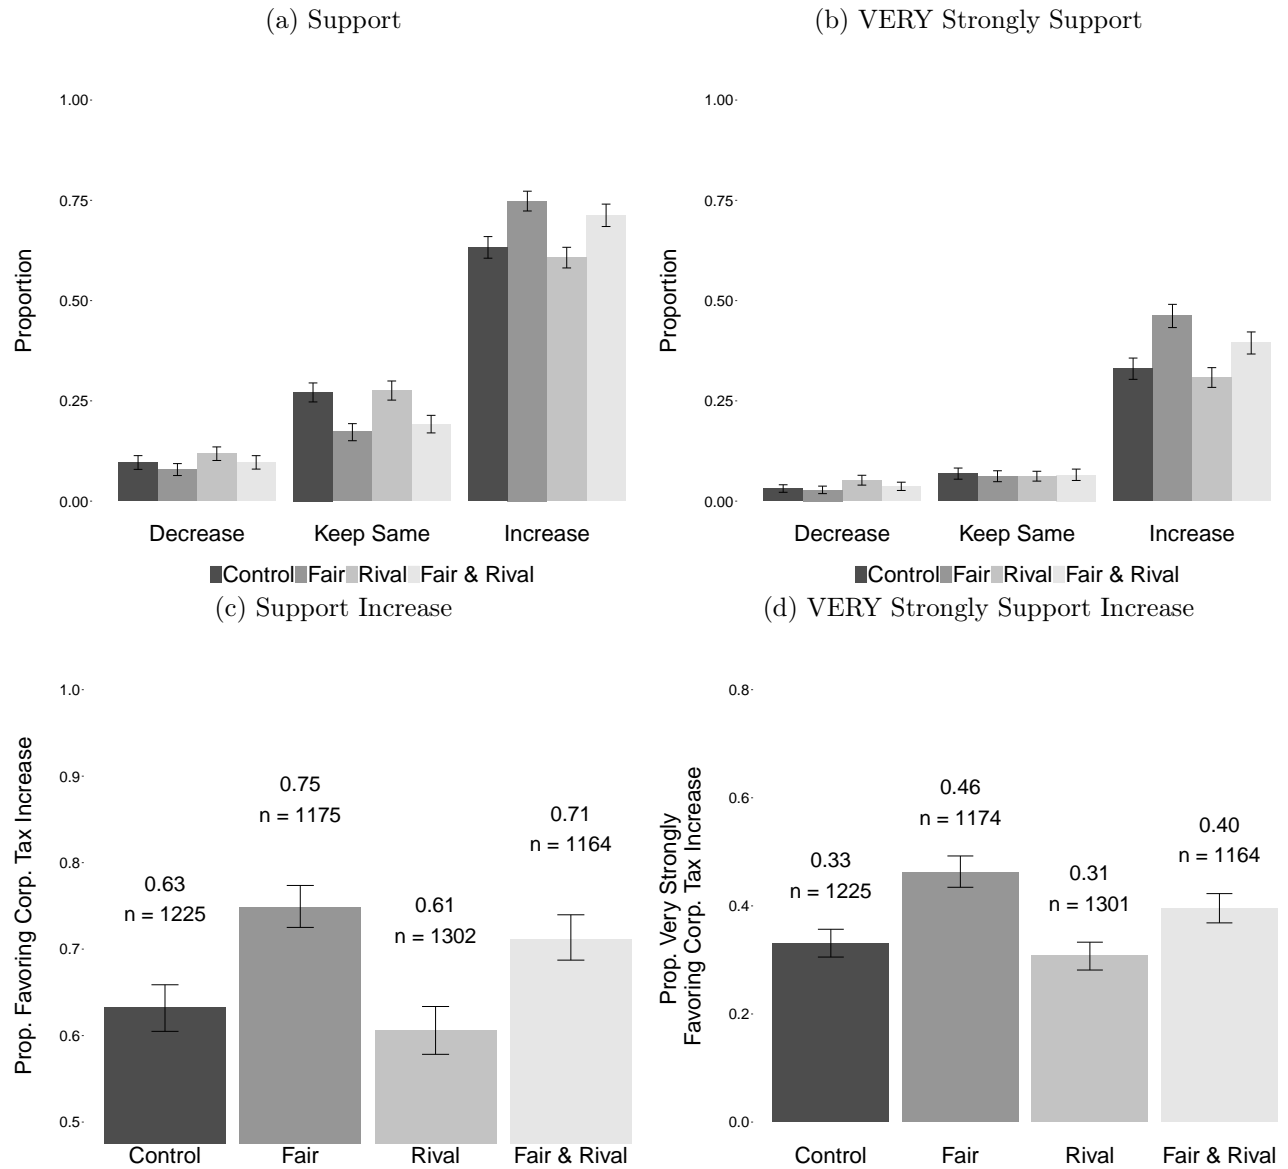 (a) Support
1.00
0.75
0.50
0.25
0.00
Proportion
Decrease
Keep Same
Increase
Control Fair Rival Fair & Rival
(b) VERY Strongly Support
1.00
0.75
0.50
0.25
0.00
Proportion
Decrease
Keep Same
Increase
Control Fair Rival Fair & Rival
(c) Support Increase
1.0
0.9
0.8
0.7
0.6
0.5
Prop. Favoring Corp. Tax Increase
0.63
n = 1225
0.75
n = 1175
0.61
n = 1302
0.71
n = 1164
Control
Fair
Rival
Fair & Rival
(d) VERY Strongly Support Increase
0.8
0.6
0.4
0.2
0.0
Prop. Very Strongly
Favoring Corp. Tax Increase
0.33
n = 1225
0.46
n = 1174
0.31
n = 1301
0.40
n = 1164
Control
Fair
Rival
Fair & Rival